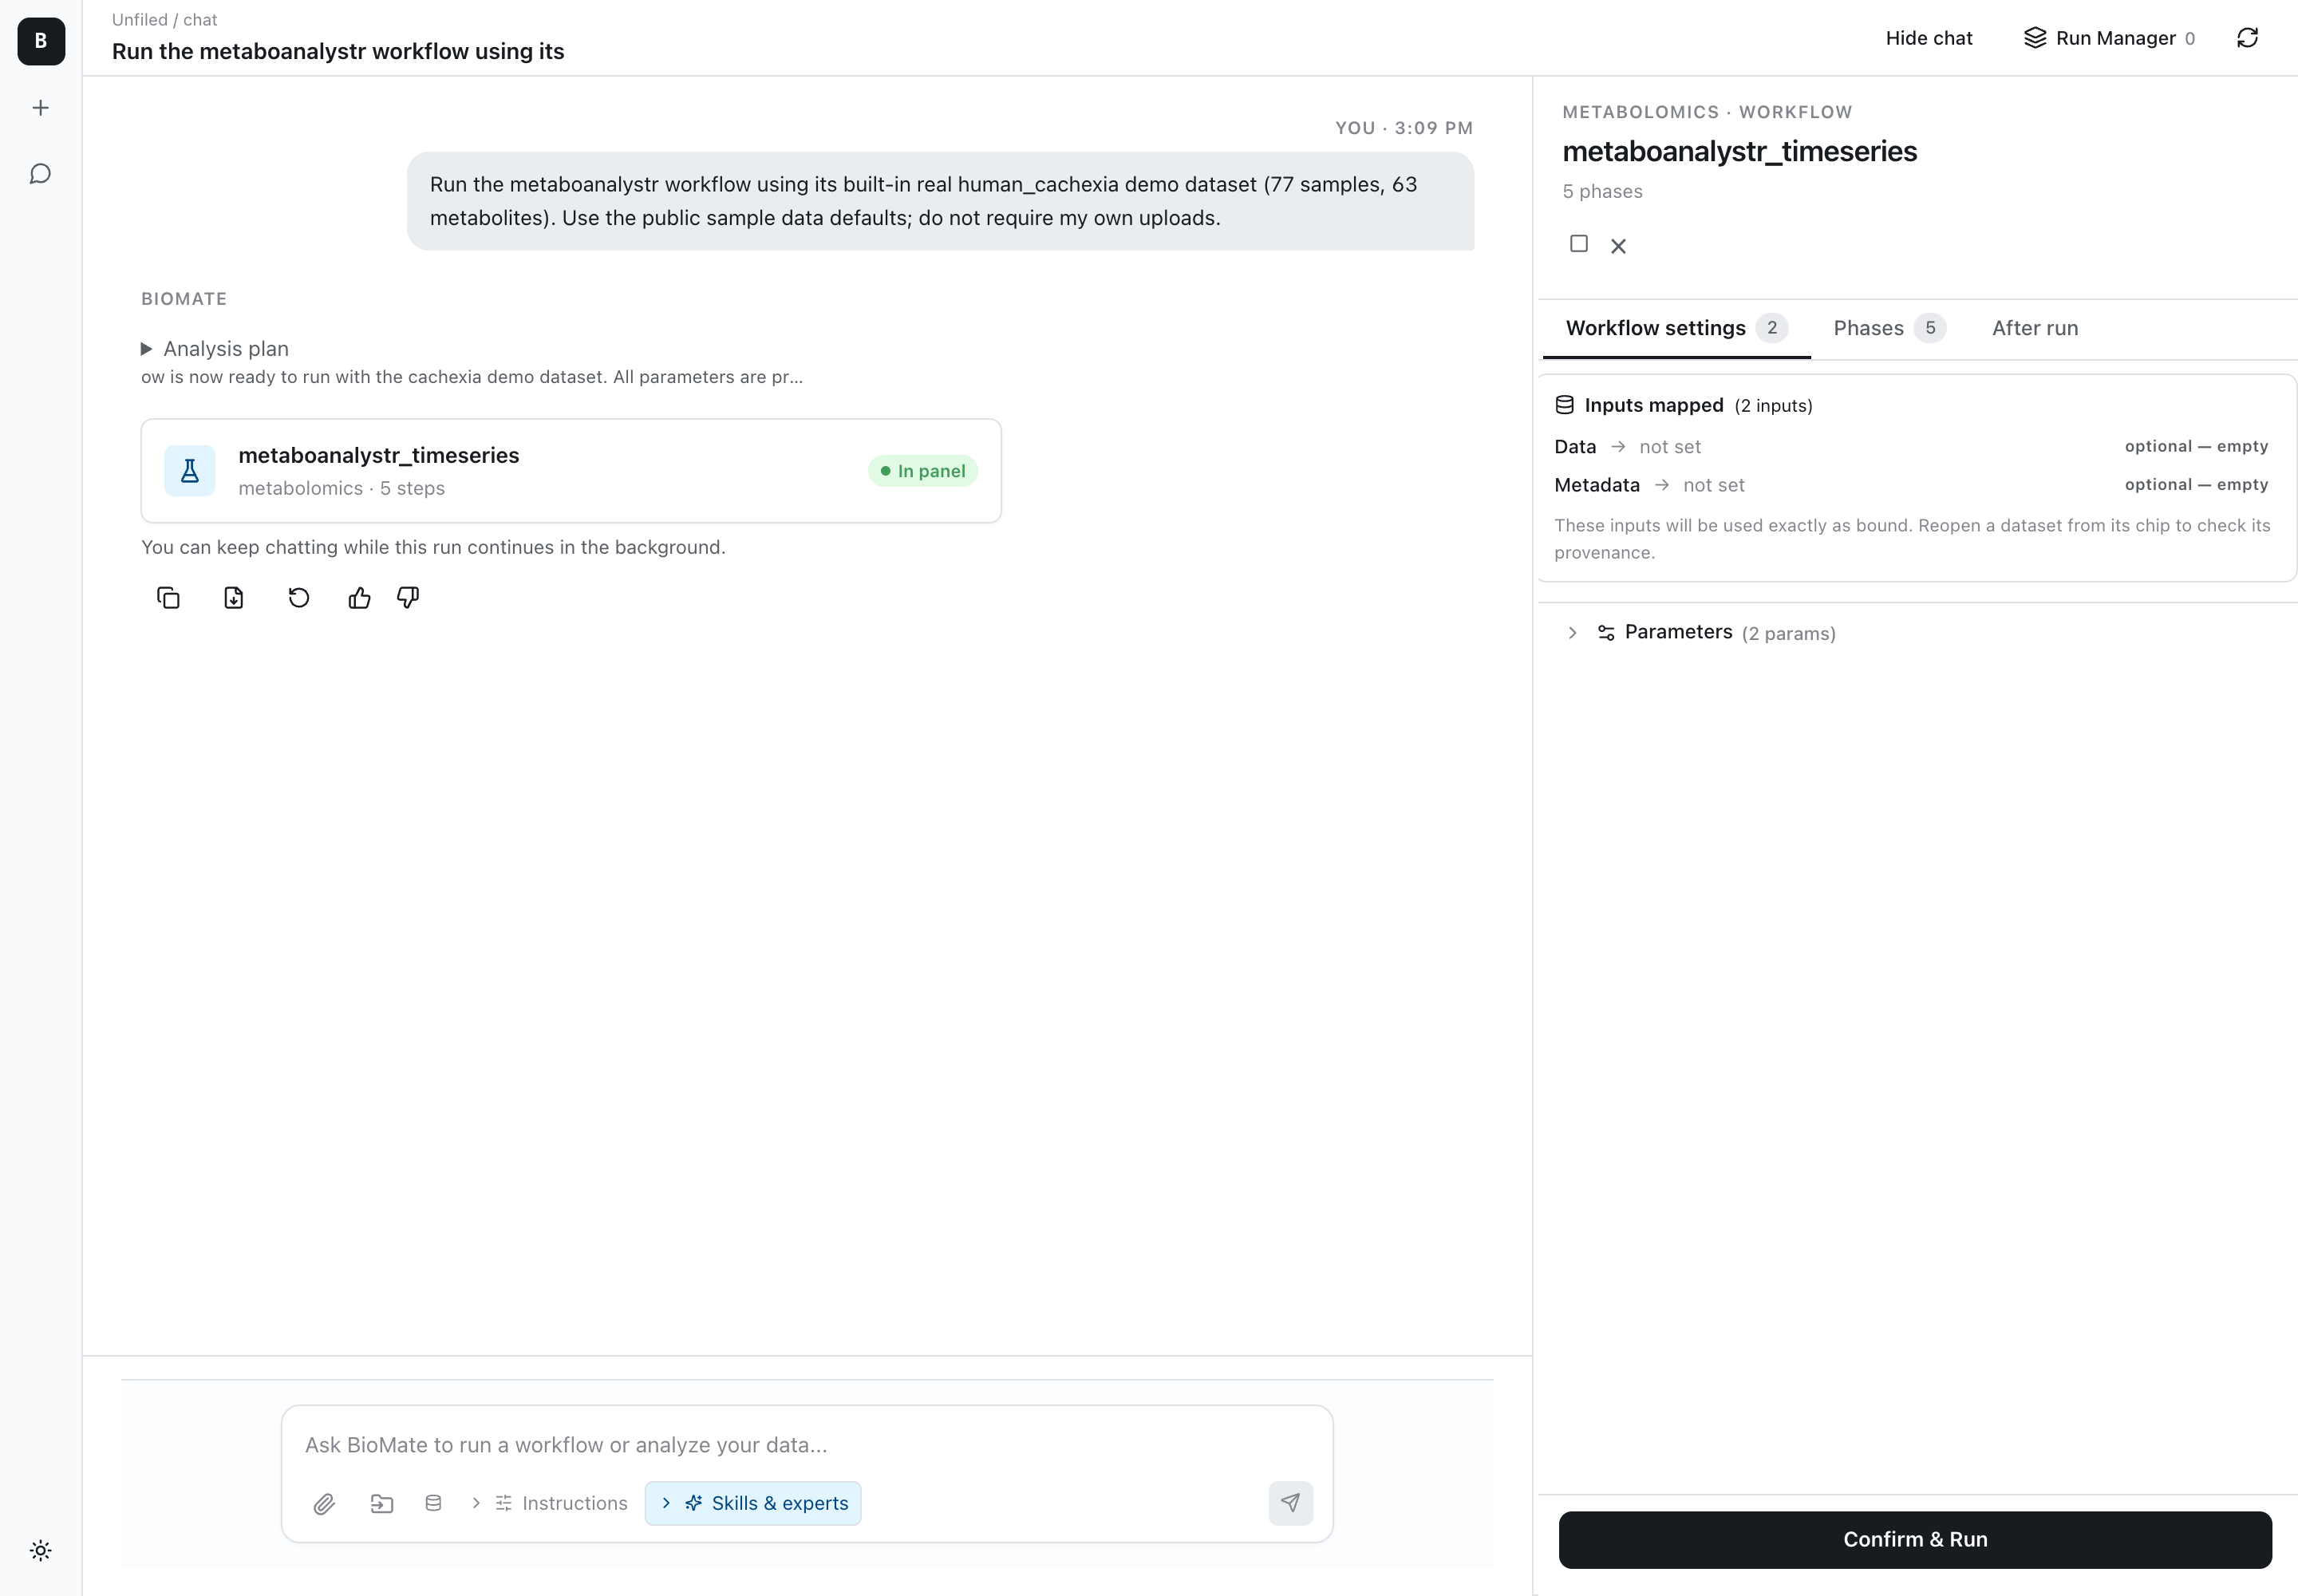 B
Unfiled / chat
Run the metaboanalystr workflow using its
Hide chat
Run Manager 0
YOU · 3:09 PM
Run the metaboanalystr workflow using its built-in real human_cachexia demo dataset (77 samples, 63
metabolites). Use the public sample data defaults; do not require my own uploads.
BIOMATE
Analysis plan
ow is now ready to run with the cachexia demo dataset. All parameters are pr...
metaboanalystr_timeseries
metabolomics · 5 steps
In panel
You can keep chatting while this run continues in the background.
Ask BioMate to run a workflow or analyze your data...
Instructions
Skills & experts
METABOLOMICS · WORKFLOW
metaboanalystr_timeseries
5 phases
Workflow settings 2
Phases 5
After run
Inputs mapped (2 inputs)
Data → not set optional — empty
Metadata → not set optional — empty
These inputs will be used exactly as bound. Reopen a dataset from its chip to check its
provenance.
Parameters (2 params)
Confirm & Run